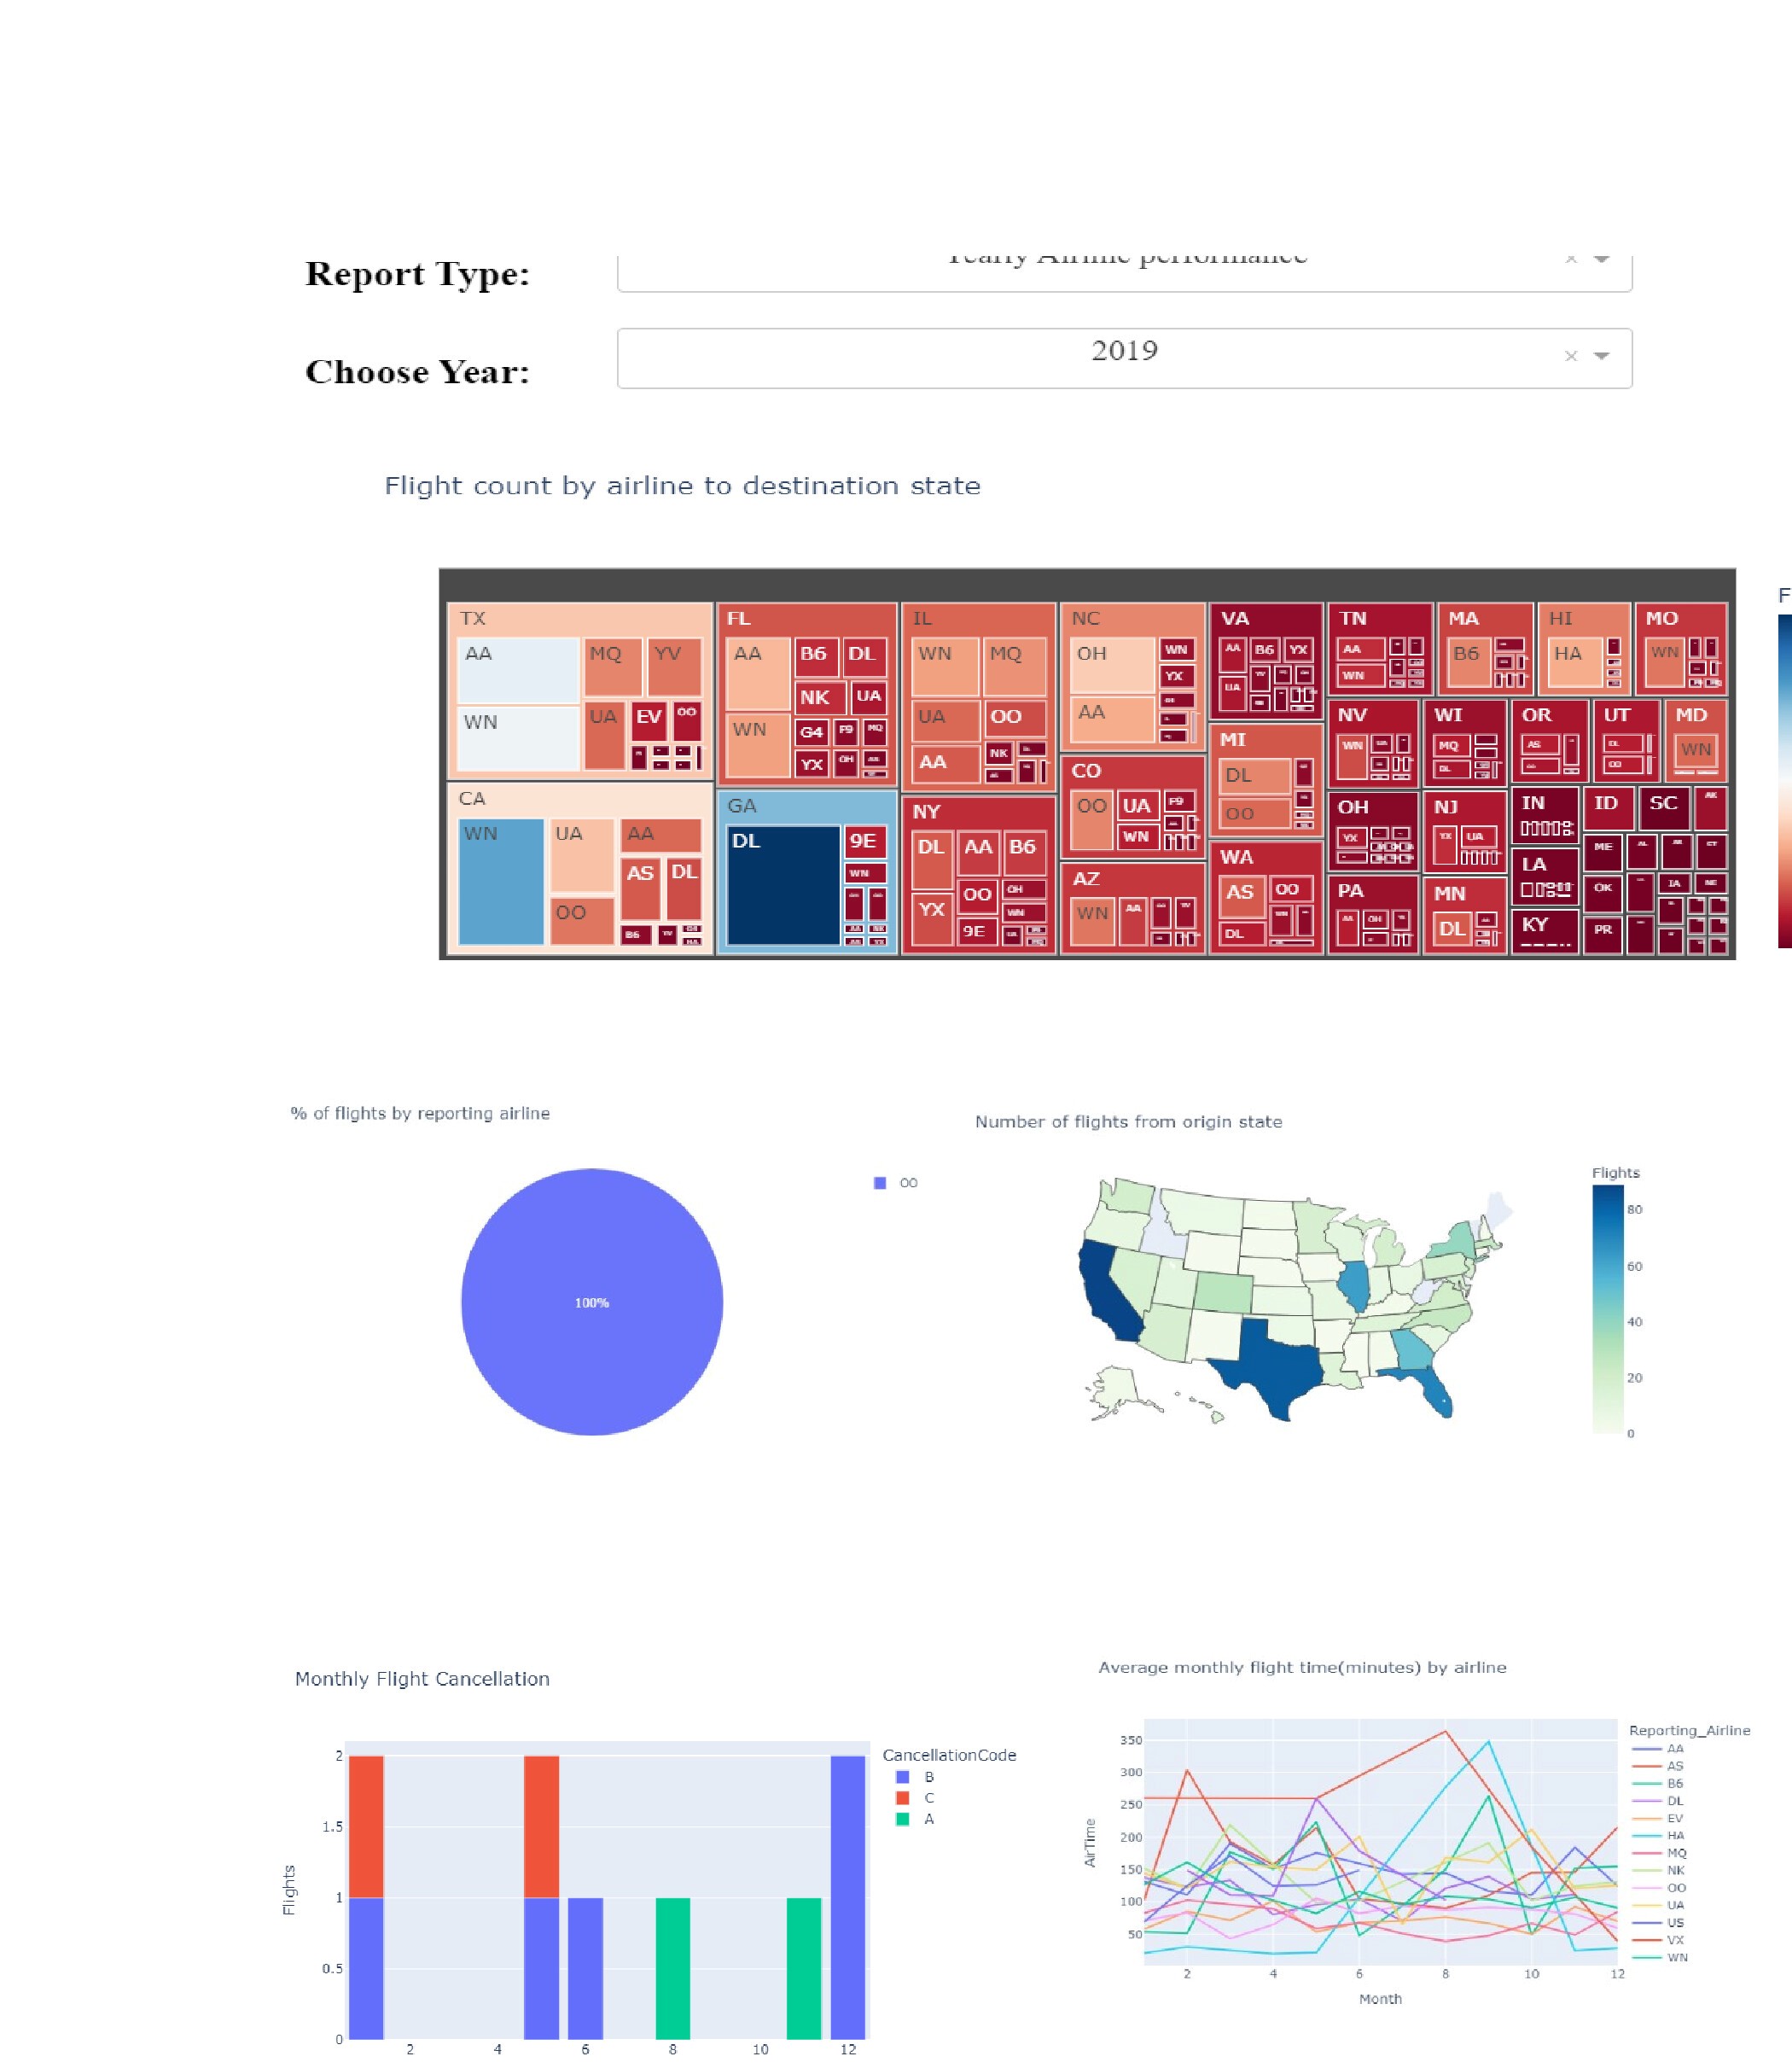 Report Type:
Yearly Airline performance
Choose Year:
2019
Flight count by airline to destination state
TX
AA
MQ
YV
WN
UA
EV
OO
CA
WN
UA
AA
AS
DL
OO
B6
YV
FL
AA
B6
DL
NK
UA
WN
G4
F9
MQ
YX
OH
GA
DL
9E
WN
IL
WN
MQ
UA
OO
AA
NK
NY
DL
AA
B6
OO
OH
YX
WN
9E
NC
OH
WN
YX
AA
CO
OO
UA
F9
WN
AZ
WN
AA
VA
AA
B6
YX
UA
MI
DL
OO
WA
AS
OO
DL
TN
AA
WN
NV
WN
OH
YX
PA
AA
OH
MA
B6
WI
MQ
DL
NJ
YX
UA
MN
DL
HI
HA
OR
AS
IN
LA
KY
MO
WN
UT
DL
OO
MD
WN
ID
SC
AK
ME
OK
IA
NE
PR
F
% of flights by reporting airline
100%
OO
Number of flights from origin state
Flights
80
60
40
20
0
Monthly Flight Cancellation
Flights
2
1.5
1
0.5
0
2
4
6
8
10
12
CancellationCode
B
C
A
Average monthly flight time(minutes) by airline
AirTime
350
300
250
200
150
100
50
2
4
6
8
10
12
Month
Reporting_Airline
AA
AS
B6
DL
EV
HA
MQ
NK
OO
UA
US
VX
WN